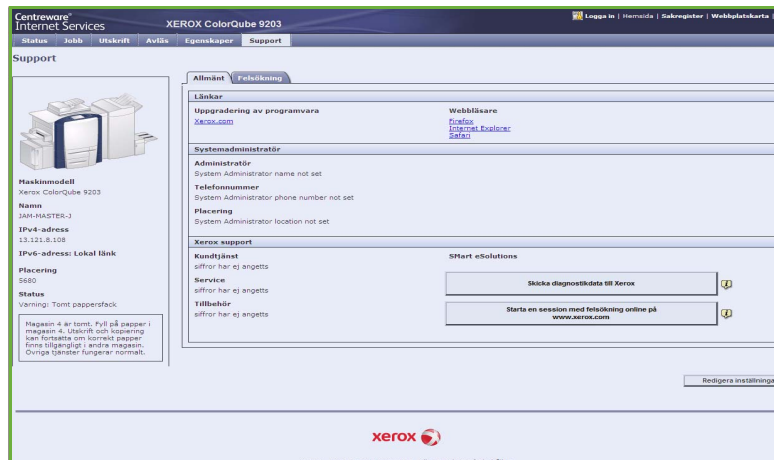 Centreware®
Internet Services
XEROX ColorQube 9203
Logga in | Hemsida | Sakregister | Webbplatskarta |
Status Jobb Utskrift Avläs Egenskaper Support
Support
Allmänt Felsökning
Länkar
Uppgradering av programvara Webbläsare
Xerox.com Firefox
Internet Explorer
Safari
Systemadministratör
Administratör
System Administrator name not set
Telefonnummer
System Administrator phone number not set
Placering
System Administrator location not set
Xerox support
Kundtjänst SMart eSolutions
siffror har ej angetts
Service
siffror har ej angetts
Tillbehör
siffror har ej angetts
Skicka diagnostikdata till Xerox
Starta en session med felsökning online på
www.xerox.com
Maskinmodell
Xerox ColorQube 9203
Namn
JAM-MASTER-J
IPv4-adress
13.121.8.108
IPv6-adress: Lokal länk
Placering
5680
Status
Varning: Tomt pappersfack
Magasin 4 är tomt. Fyll på papper i
magasin 4. Utskrift och kopiering
kan fortsätta om korrekt papper
finns tillgängligt i andra magasin.
Övriga tjänster fungerar normalt.
Redigera inställninga
xerox